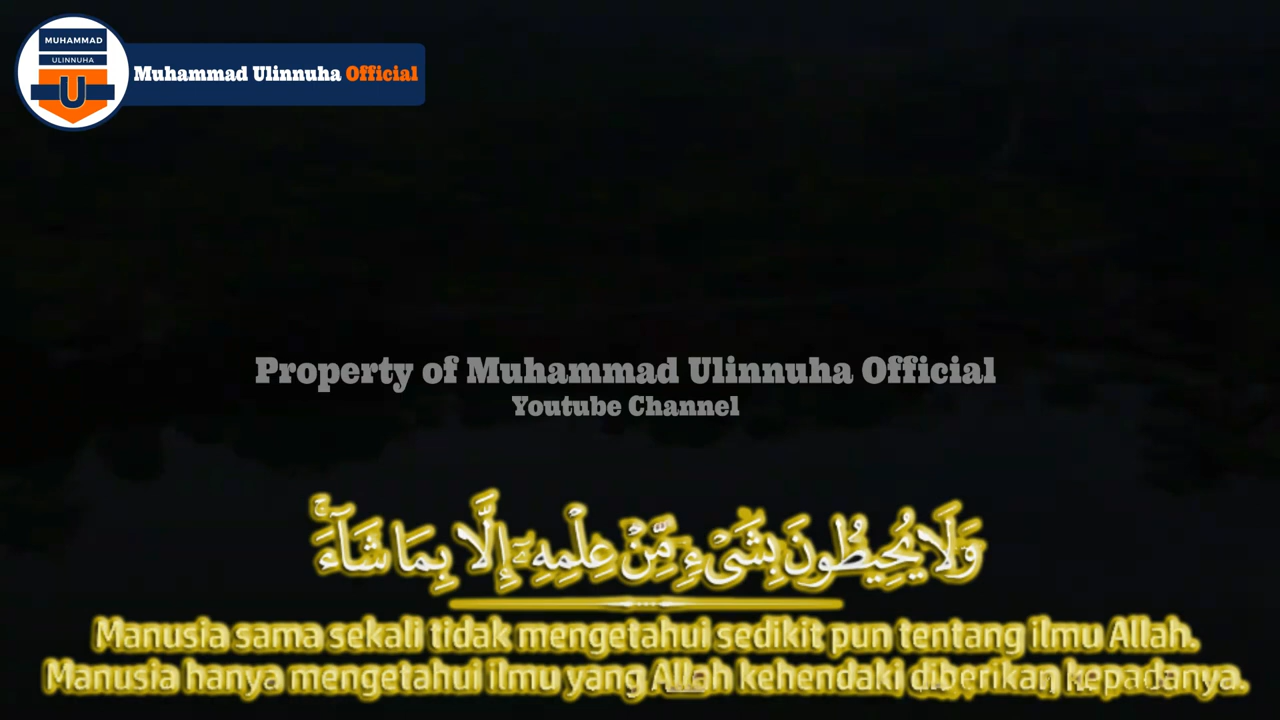 MUHAMMAD
ULINNUHA
U
Muhammad Ulinnuha Official
Property of Muhammad Ulinnuha Official
Youtube Channel
وَلَا يُحِيطُونَ بِشَىْءٍ مِّنْ عِلْمِهِۦٓ إِلَّا بِمَا شَآءَ ۚ
Manusia sama sekali tidak mengetahui sedikit pun tentang ilmu Allah.
Manusia hanya mengetahui ilmu yang Allah kehendaki diberikan kepadanya.